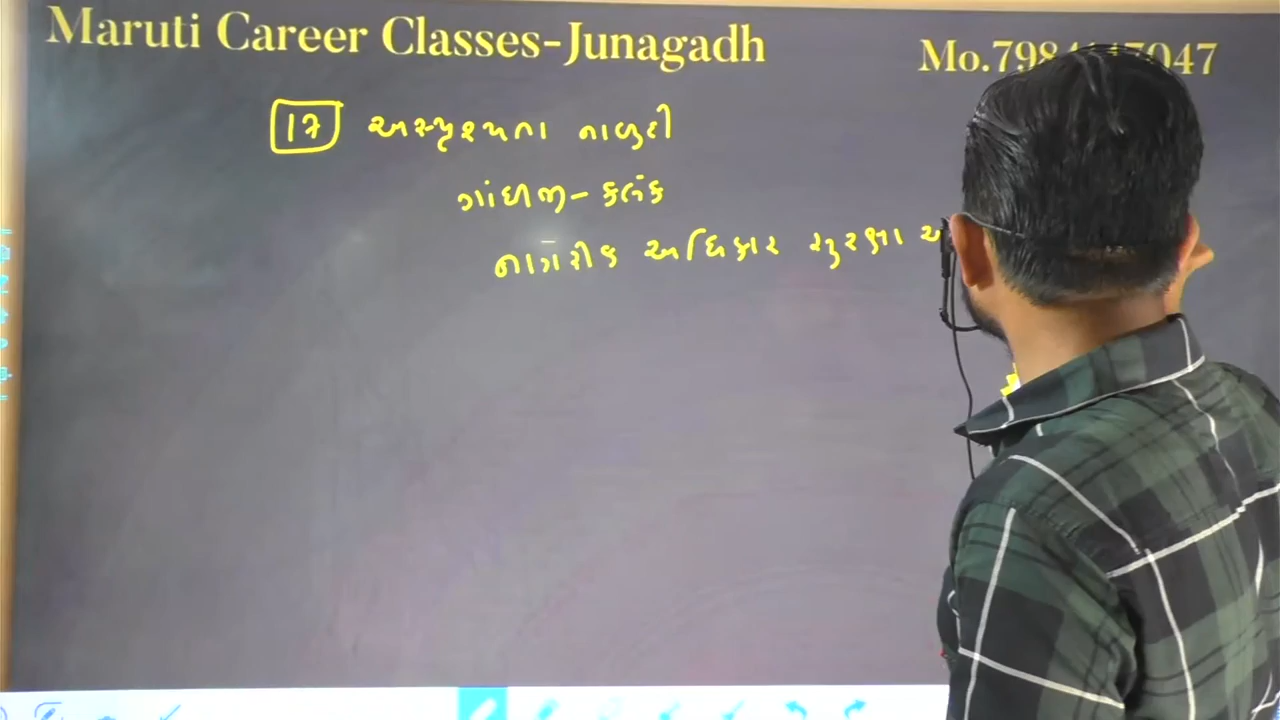 Maruti Career Classes-Junagadh
17 અસ્પૃશ્યતા નાબુદી
ગાંધીજી - કલંક
નાગરીક અધિકાર સુરક્ષા